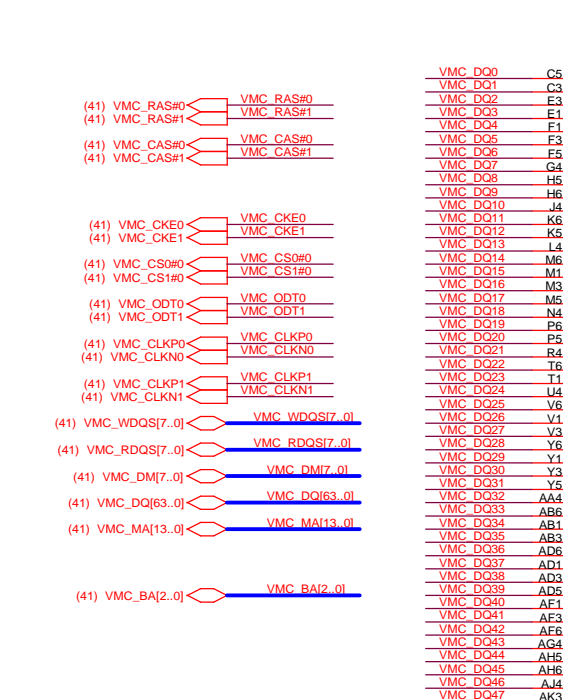 (41) VMC_RAS#0 VMC_RAS#0
(41) VMC_RAS#1 VMC_RAS#1
(41) VMC_CAS#0 VMC_CAS#0
(41) VMC_CAS#1 VMC_CAS#1
(41) VMC_CKE0 VMC_CKE0
(41) VMC_CKE1 VMC_CKE1
(41) VMC_CS0#0 VMC_CS0#0
(41) VMC_CS1#0 VMC_CS1#0
(41) VMC_ODT0 VMC_ODT0
(41) VMC_ODT1 VMC_ODT1
(41) VMC_CLKP0 VMC_CLKP0
(41) VMC_CLKN0 VMC_CLKN0
(41) VMC_CLKP1 VMC_CLKP1
(41) VMC_CLKN1 VMC_CLKN1
(41) VMC_WDQS[7..0] VMC_WDQS[7..0]
(41) VMC_RDQS[7..0] VMC_RDQS[7..0]
(41) VMC_DM[7..0] VMC_DM[7..0]
(41) VMC_DQ[63..0] VMC_DQ[63..0]
(41) VMC_MA[13..0] VMC_MA[13..0]
(41) VMC_BA[2..0] VMC_BA[2..0]
VMC_DQ0 C5
VMC_DQ1 C3
VMC_DQ2 E3
VMC_DQ3 E1
VMC_DQ4 F1
VMC_DQ5 F3
VMC_DQ6 F5
VMC_DQ7 G4
VMC_DQ8 H5
VMC_DQ9 H6
VMC_DQ10 J4
VMC_DQ11 K6
VMC_DQ12 K5
VMC_DQ13 L4
VMC_DQ14 M6
VMC_DQ15 M1
VMC_DQ16 M3
VMC_DQ17 M5
VMC_DQ18 N4
VMC_DQ19 P6
VMC_DQ20 P5
VMC_DQ21 R4
VMC_DQ22 T6
VMC_DQ23 T1
VMC_DQ24 U4
VMC_DQ25 V6
VMC_DQ26 V1
VMC_DQ27 V3
VMC_DQ28 Y6
VMC_DQ29 Y1
VMC_DQ30 Y3
VMC_DQ31 Y5
VMC_DQ32 AA4
VMC_DQ33 AB6
VMC_DQ34 AB1
VMC_DQ35 AB3
VMC_DQ36 AD6
VMC_DQ37 AD1
VMC_DQ38 AD3
VMC_DQ39 AD5
VMC_DQ40 AF1
VMC_DQ41 AF3
VMC_DQ42 AF6
VMC_DQ43 AG4
VMC_DQ44 AH5
VMC_DQ45 AH6
VMC_DQ46 AJ4
VMC_DQ47 AK3